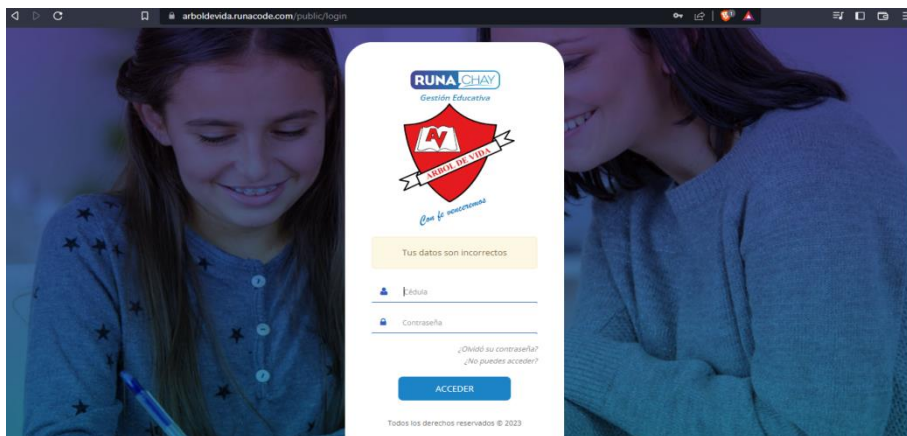 arboldevida.runacode.com/public/login
RUNA CHAY
Gestión Educativa
AV
ARBOL DE VIDA
Con fe venceremos
Tus datos son incorrectos
Cédula
Contraseña
¿Olvidó su contraseña?
¿No puedes acceder?
ACCEDER
Todos los derechos reservados © 2023